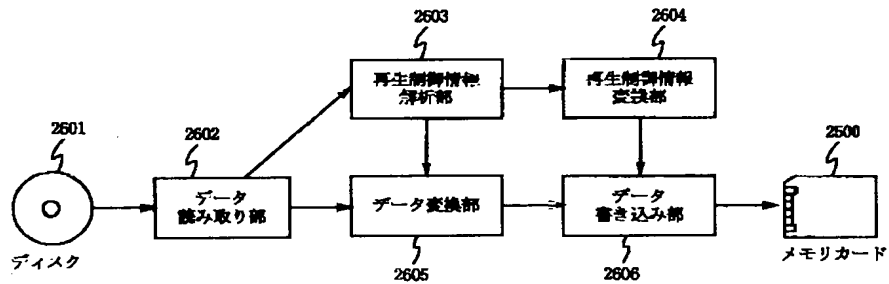 2603
2604
再生制御情報
解析部
再生制御情報
変換部
2601
2602
2500
データ
読み取り部
データ変換部
データ
書き込み部
ディスク
2605
2606
メモリカード